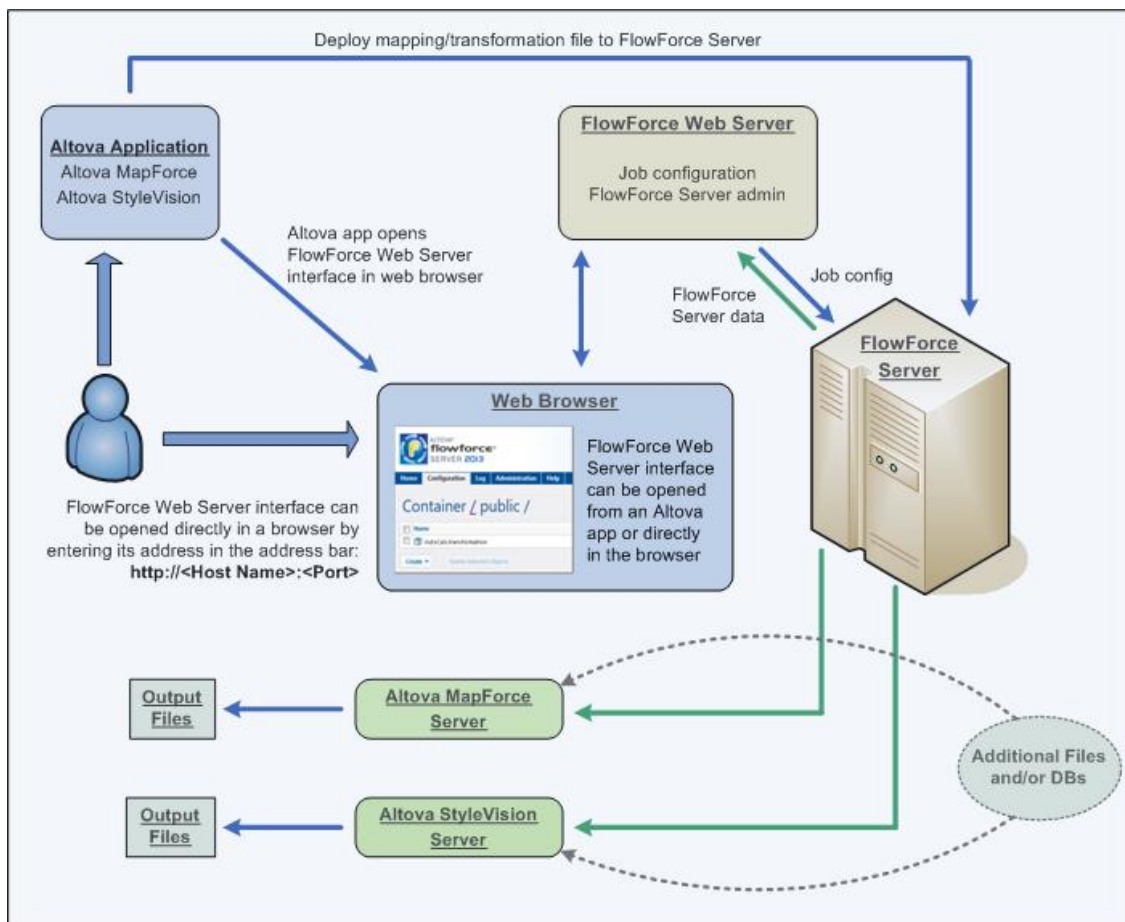 Deploy mapping/transformation file to FlowForce Server
Altova Application
Altova MapForce
Altova StyleVision
FlowForce Web Server
Job configuration
FlowForce Server admin
Altova app opens
FlowForce Web Server
interface in web browser
Job config
FlowForce
Server data
FlowForce
Server
Web Browser
ALTOVA
flowforce
SERVER 2013
Home Configuration Log Administration Help
Container / public /
Name
Create
FlowForce Web
Server interface
can be opened
from an Altova
app or directly
in the browser
FlowForce Web Server interface can
be opened directly in a browser by
entering its address in the address bar:
http://<Host Name>:<Port>
Output
Files
Altova MapForce
Server
Additional Files
and/or DBs
Output
Files
Altova StyleVision
Server